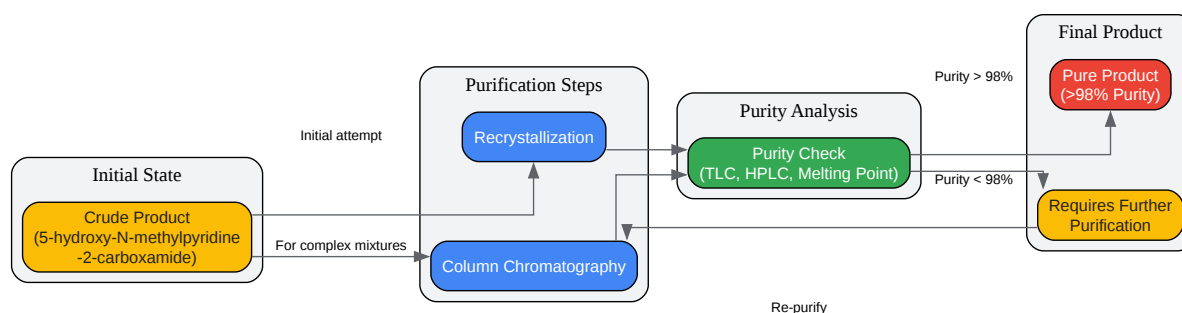 Initial State
Crude Product
(5-hydroxy-N-methylpyridine
-2-carboxamide)
Initial attempt
For complex mixtures
Purification Steps
Recrystallization
Column Chromatography
Purity Analysis
Purity Check
(TLC, HPLC, Melting Point)
Purity > 98%
Purity < 98%
Final Product
Pure Product
(>98% Purity)
Requires Further
Purification
Re-purify